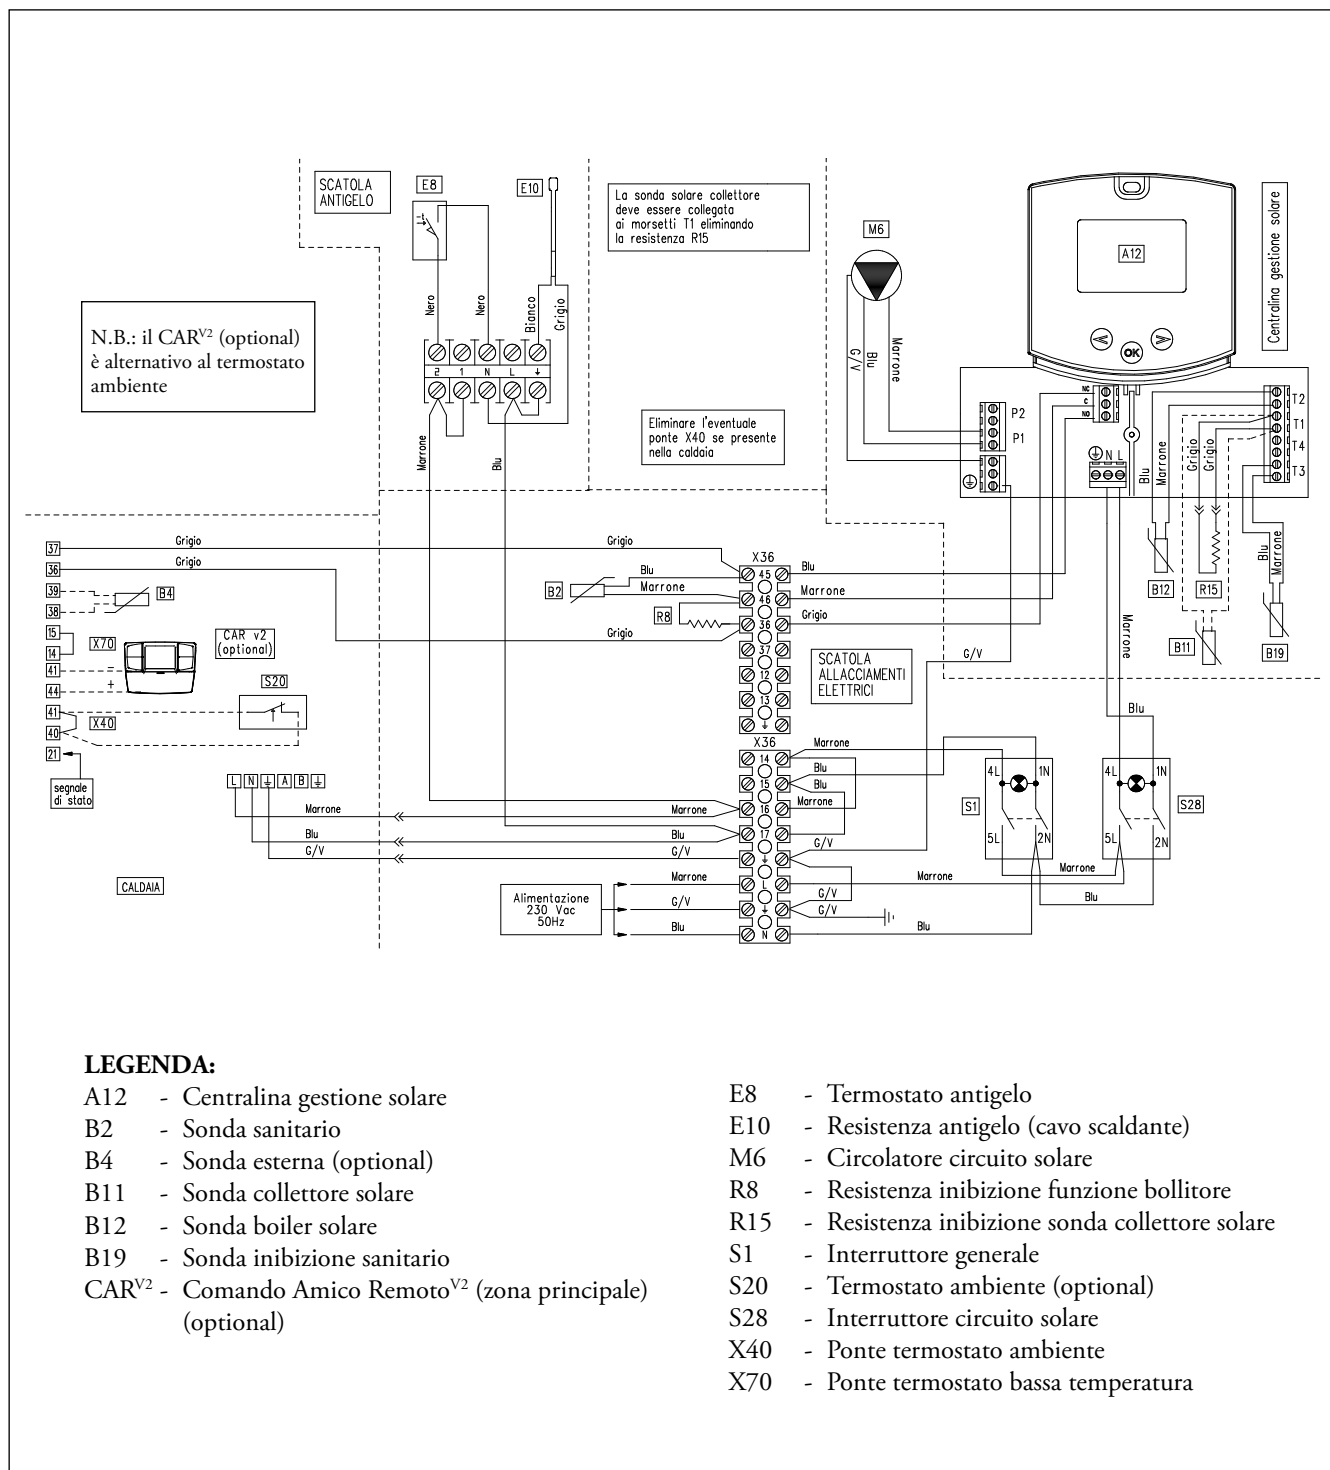 SCATOLA
ANTIGELO
E8
E10
La sonda solare collettore
deve essere collegata
ai morsetti T1 eliminando
la resistenza R15
M6
A12
Centralina gestione solare
N.B.: il CARV2 (optional)
è alternativo al termostato
ambiente
Nero
Nero
Bianco
Grigio
2 1 N L
G/V
Blu
Marrone
Eliminare l'eventuale
ponte X40 se presente
nella caldaia
OK
P2
P1
NC
C
NO
N L
T2
T1
T4
T3
Marrone
Blu
Blu
Marrone
Grigio
Grigio
Blu
Marrone
37
36
39
38
15
14
41
44
41
40
21
Grigio
Grigio
Grigio
Grigio
B4
X70
CAR v2
(optional)
-
+
S20
X40
segnale
di stato
B2
Blu
Marrone
R8
X36
45
46
36
37
12
13
Blu
Marrone
Grigio
SCATOLA
ALLACCIAMENTI
ELETTRICI
G/V
Marrone
Blu
B12
R15
B11
B19
L N A B
Marrone
Blu
G/V
Marrone
Blu
G/V
X36
14
15
16
17
L
N
Marrone
Blu
Blu
Marrone
G/V
Marrone
G/V
G/V
Blu
S1
4L 1N
5L 2N
4L 1N
5L 2N
S28
Marrone
Blu
CALDAIA
Alimentazione
230 Vac
50Hz
Marrone
G/V
Blu
LEGENDA:
A12 - Centralina gestione solare
B2 - Sonda sanitario
B4 - Sonda esterna (optional)
B11 - Sonda collettore solare
B12 - Sonda boiler solare
B19 - Sonda inibizione sanitario
CARV2 - Comando Amico RemotoV2 (zona principale)
(optional)
E8 - Termostato antigelo
E10 - Resistenza antigelo (cavo scaldante)
M6 - Circolatore circuito solare
R8 - Resistenza inibizione funzione bollitore
R15 - Resistenza inibizione sonda collettore solare
S1 - Interruttore generale
S20 - Termostato ambiente (optional)
S28 - Interruttore circuito solare
X40 - Ponte termostato ambiente
X70 - Ponte termostato bassa temperatura